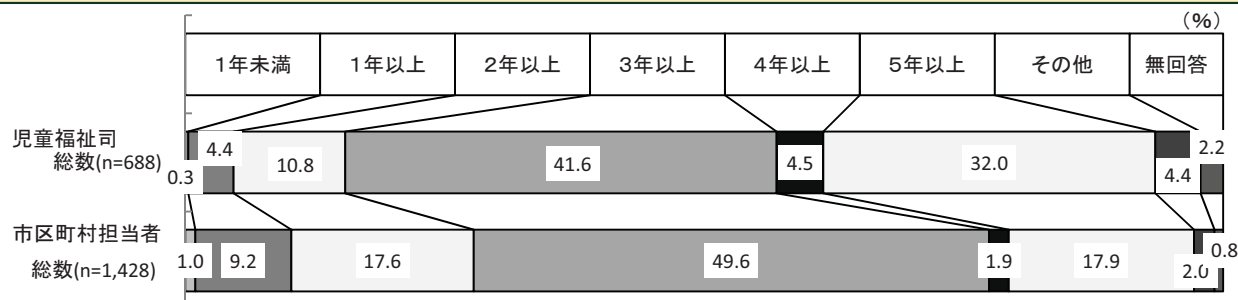 (%)
1年未満 1年以上 2年以上 3年以上 4年以上 5年以上 その他 無回答
児童福祉司
総数(n=688)
0.3 4.4 10.8 41.6 4.5 32.0 4.4 2.2
市区町村担当者
総数(n=1,428)
1.0 9.2 17.6 49.6 1.9 17.9 2.0 0.8